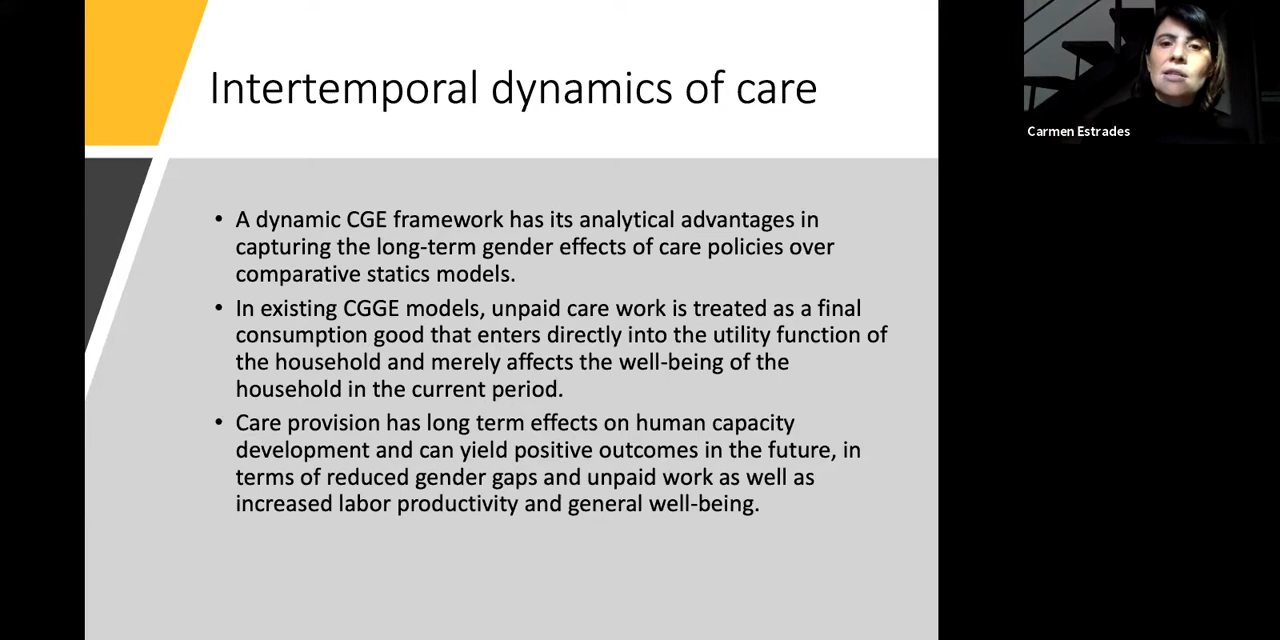 Intertemporal dynamics of care
• A dynamic CGE framework has its analytical advantages in
capturing the long-term gender effects of care policies over
comparative statics models.
• In existing CGGE models, unpaid care work is treated as a final
consumption good that enters directly into the utility function of
the household and merely affects the well-being of the
household in the current period.
• Care provision has long term effects on human capacity
development and can yield positive outcomes in the future, in
terms of reduced gender gaps and unpaid work as well as
increased labor productivity and general well-being.
Carmen Estrades